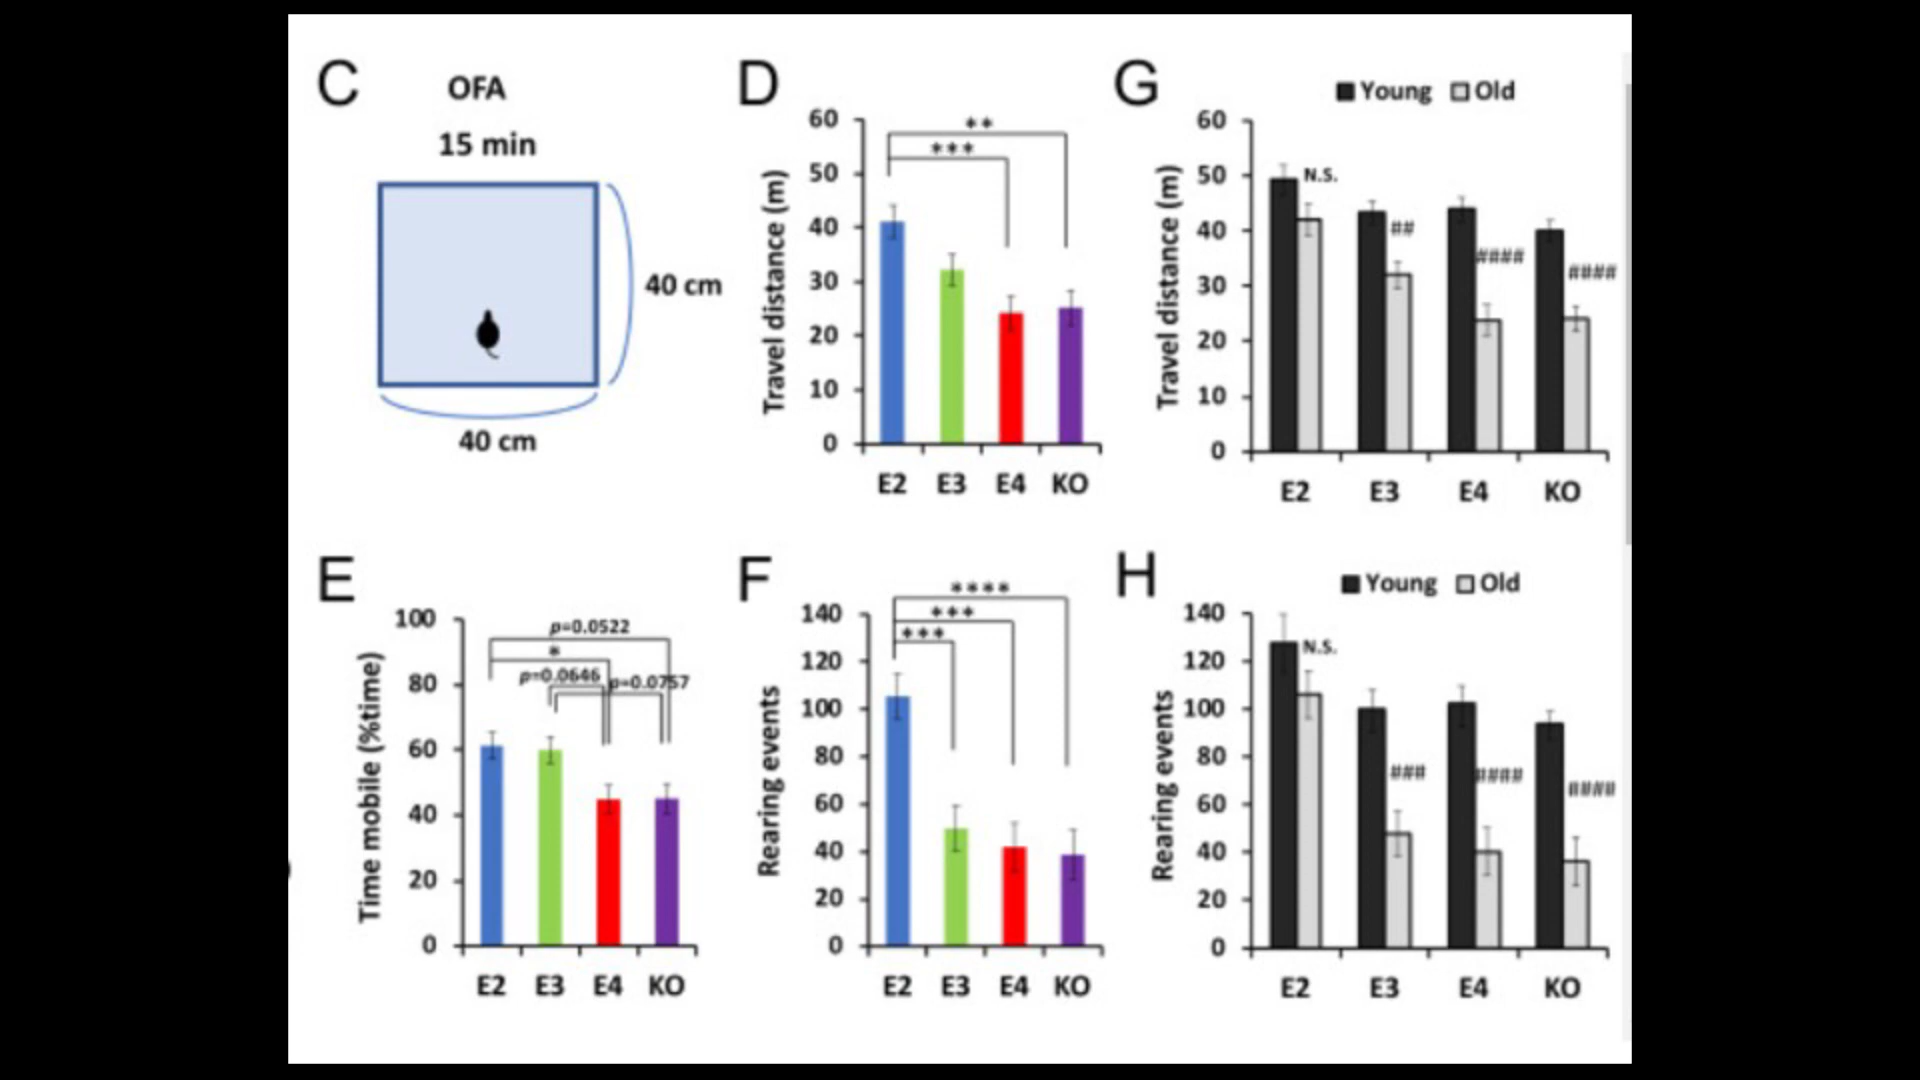 C
OFA
15 min
40 cm
40 cm
D
Travel distance (m)
60
50
40
30
20
10
0
**
***
E2 E3 E4 KO
G
Young Old
Travel distance (m)
60
50
40
30
20
10
0
N.S.
##
####
####
E2 E3 E4 KO
E
Time mobile (%time)
100
80
60
40
20
0
p=0.0522
*
p=0.0646
p=0.0757
E2 E3 E4 KO
F
Rearing events
140
120
100
80
60
40
20
0
****
***
***
E2 E3 E4 KO
H
Young Old
Rearing events
140
120
100
80
60
40
20
0
N.S.
###
####
####
E2 E3 E4 KO